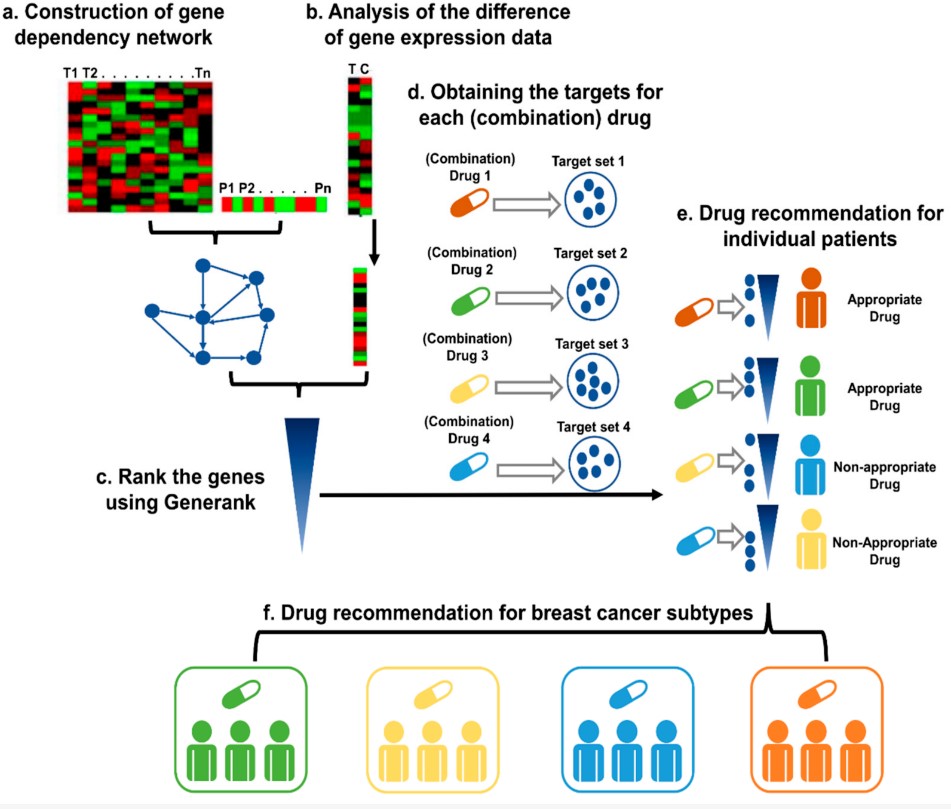 a. Construction of gene
dependency network
T1 T2 . . . . . . . . . .Tn
P1 P2 . . . . . Pn
b. Analysis of the difference
of gene expression data
T C
c. Rank the genes
using Generank
d. Obtaining the targets for
each (combination) drug
(Combination)
Drug 1
Target set 1
(Combination)
Drug 2
Target set 2
(Combination)
Drug 3
Target set 3
(Combination)
Drug 4
Target set 4
e. Drug recommendation for
individual patients
Appropriate
Drug
Appropriate
Drug
Non-appropriate
Drug
Non-Appropriate
Drug
f. Drug recommendation for breast cancer subtypes